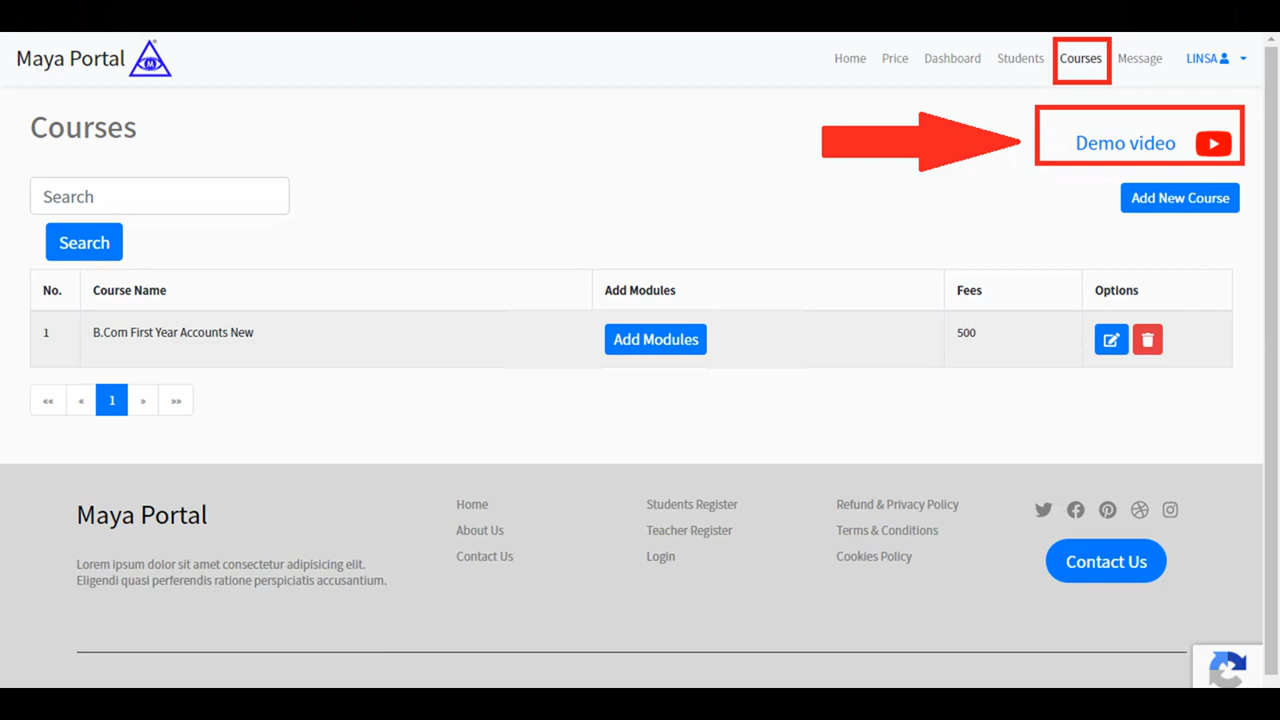 Maya Portal
Home Price Dashboard Students Courses Message LINSA
Courses
Demo video
Search
Add New Course
Search
No. Course Name Add Modules Fees Options
1 B.Com First Year Accounts New Add Modules 500
«« « 1 » »»
Maya Portal
Lorem ipsum dolor sit amet consectetur adipisicing elit.
Eligendi quasi perferendis ratione perspiciatis accusantium.
Home
About Us
Contact Us
Students Register
Teacher Register
Login
Refund & Privacy Policy
Terms & Conditions
Cookies Policy
Contact Us